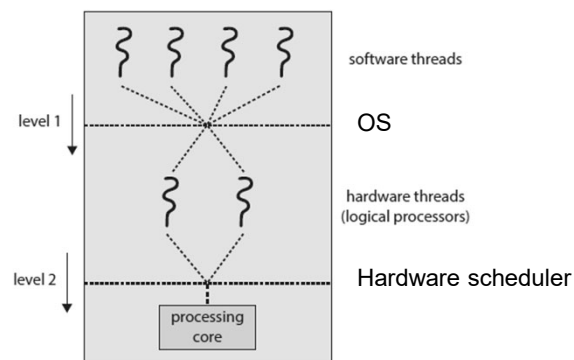 software threads
level 1
OS
hardware threads
(logical processors)
level 2
Hardware scheduler
processing
core